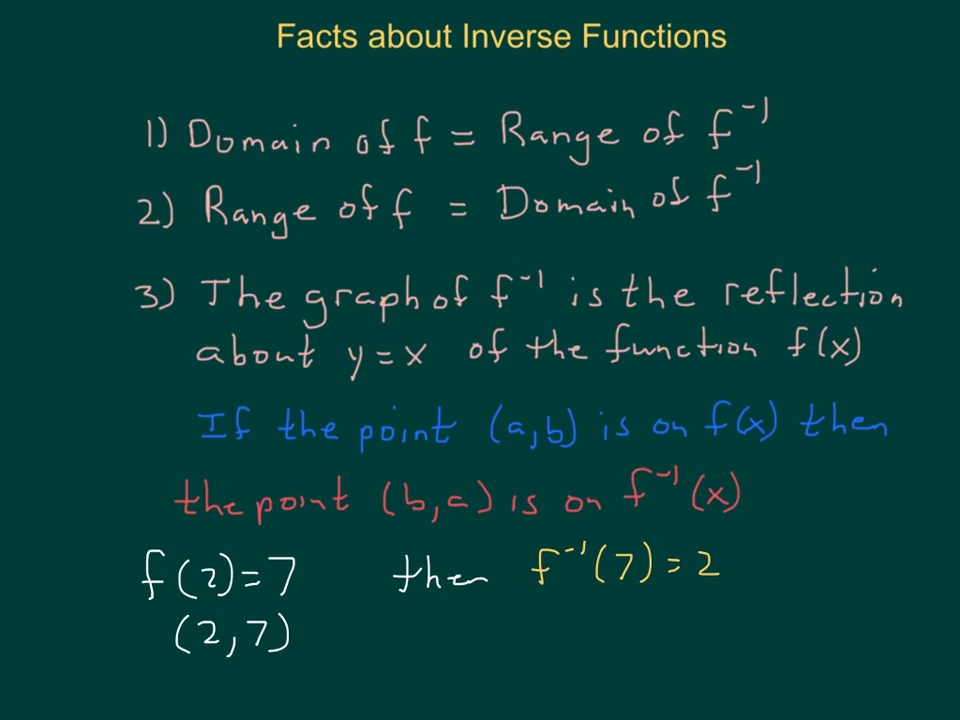 Facts about Inverse Functions
1) Domain of f = Range of f⁻¹
2) Range of f = Domain of f⁻¹
3) The graph of f⁻¹ is the reflection
about y = x of the function f(x)
If the point (a,b) is on f(x) then
the point (b,a) is on f⁻¹(x)
f(2)=7 then f⁻¹(7)=2
(2,7)